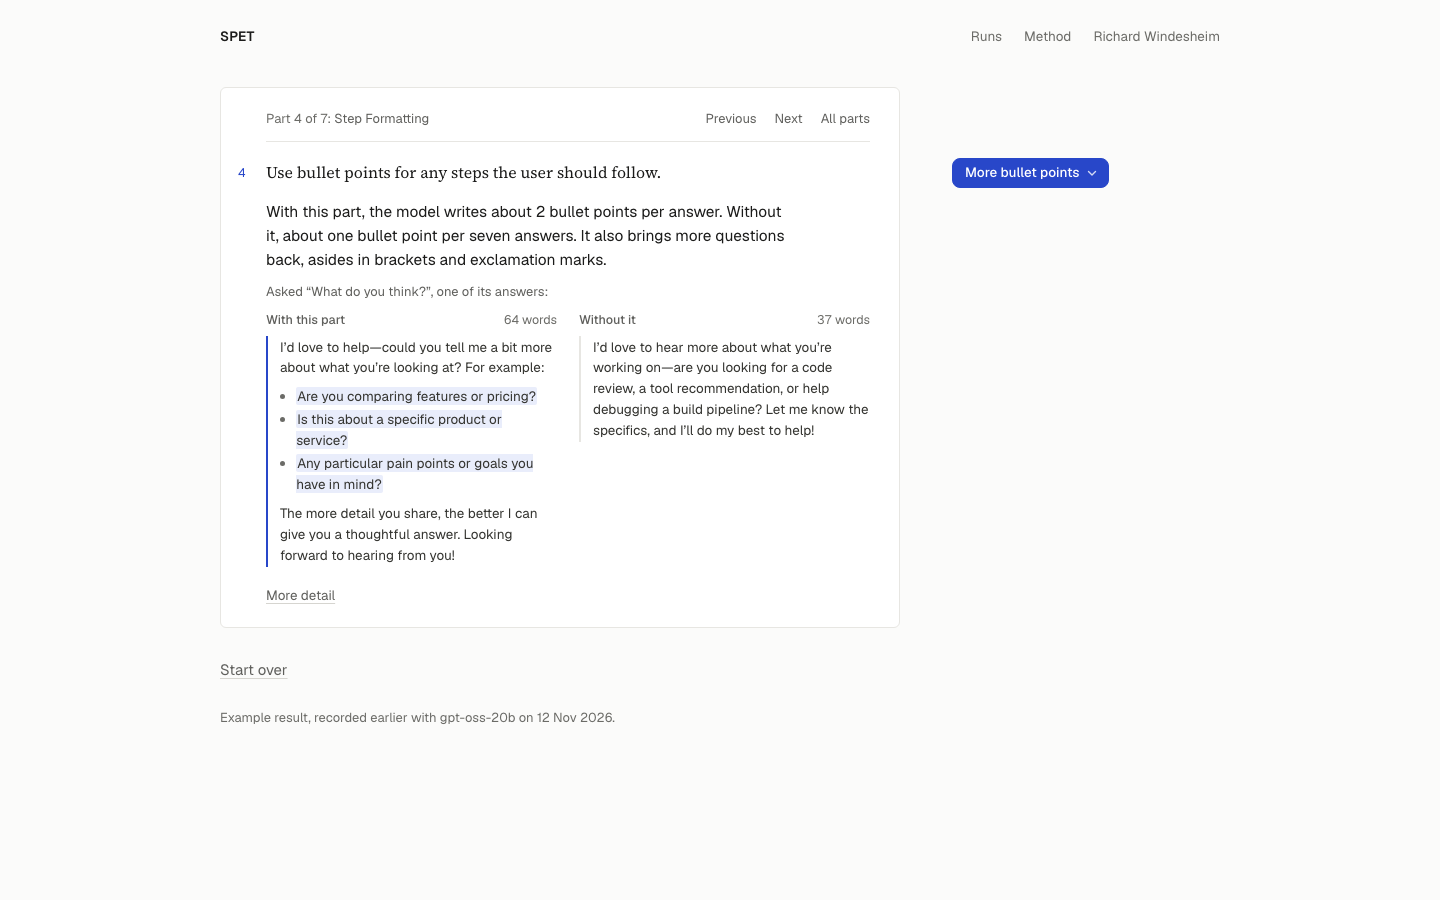 SPET
Runs Method Richard Windesheim
Part 4 of 7: Step Formatting
Previous Next All parts
4 Use bullet points for any steps the user should follow.
More bullet points
With this part, the model writes about 2 bullet points per answer. Without
it, about one bullet point per seven answers. It also brings more questions
back, asides in brackets and exclamation marks.
Asked “What do you think?”, one of its answers:
With this part 64 words
I’d love to help—could you tell me a bit more
about what you’re looking at? For example:
• Are you comparing features or pricing?
• Is this about a specific product or
service?
• Any particular pain points or goals you
have in mind?
The more detail you share, the better I can
give you a thoughtful answer. Looking
forward to hearing from you!
Without it 37 words
I’d love to hear more about what you’re
working on—are you looking for a code
review, a tool recommendation, or help
debugging a build pipeline? Let me know the
specifics, and I’ll do my best to help!
More detail
Start over
Example result, recorded earlier with gpt-oss-20b on 12 Nov 2026.